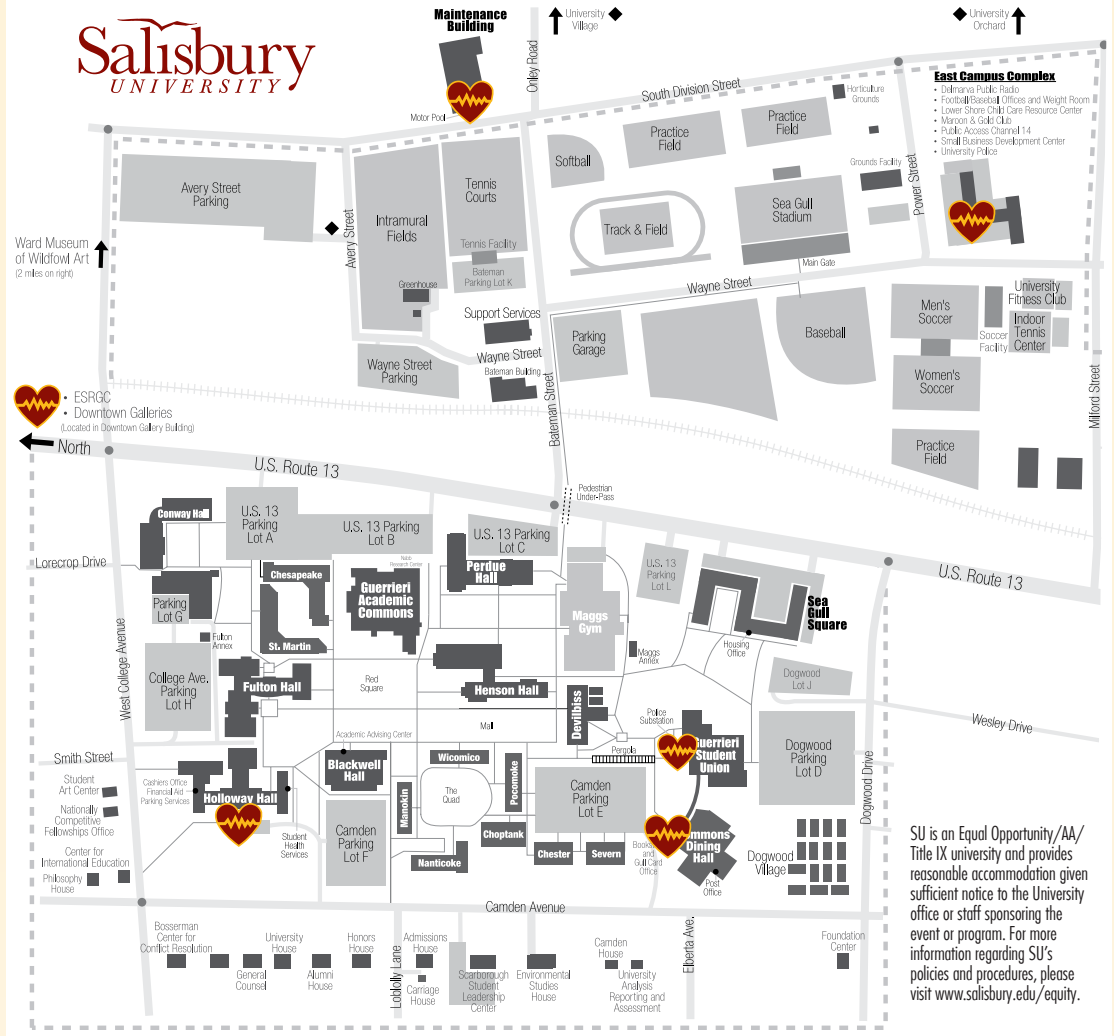 Salisbury
UNIVERSITY
Maintenance
Building
Motor Pool
Onley Road
University
Village
University
Orchard
South Division Street
East Campus Complex
• Delmarva Public Radio
• Football/Baseball Offices and Weight Room
• Lower Shore Child Care Resource Center
• Maroon & Gold Club
• Public Access Channel 14
• Small Business Development Center
• University Police
Horticulture
Grounds
Practice
Field
Practice
Field
Softball
Grounds Facility
Power Street
Avery Street
Parking
Avery Street
Tennis
Courts
Intramural
Fields
Tennis Facility
Bateman
Parking Lot K
Greenhouse
Track & Field
Sea Gull
Stadium
Main Gate
Ward Museum
of Wildfowl Art
(2 miles on right)
Wayne Street
Support Services
Wayne Street
Bateman Building
Wayne Street
Parking
Parking
Garage
Baseball
Men's
Soccer
Soccer
Facility
University
Fitness Club
Indoor
Tennis
Center
Women's
Soccer
Practice
Field
Milford Street
Bateman Street
• ESRGC
• Downtown Galleries
(Located in Downtown Gallery Building)
North
U.S. Route 13
Pedestrian
Under-Pass
U.S. Route 13
Conway Hall
U.S. 13
Parking
Lot A
U.S. 13 Parking
Lot B
U.S. 13 Parking
Lot C
Lorecrop Drive
Chesapeake
Nabb
Research Center
Guerrieri
Academic
Commons
Perdue
Hall
Maggs
Gym
U.S. 13
Parking
Lot L
Sea
Gull
Square
Housing
Office
Parking
Lot G
Fulton
Annex
St. Martin
Maggs
Annex
West College Avenue
College Ave.
Parking
Lot H
Fulton Hall
Red
Square
Henson Hall
Devilbiss
Dogwood
Lot J
Wesley Drive
Mall
Police
Substation
Academic Advising Center
Pergola
Guerrieri
Student
Union
Dogwood
Parking
Lot D
Dogwood Drive
Smith Street
Student
Art Center
Nationally
Competitive
Fellowships Office
Center for
International Education
Philosophy
House
Cashiers Office
Financial Aid
Parking Services
Holloway Hall
Student
Health
Services
Blackwell
Hall
Wicomico
Manokin
The
Quad
Pocomoke
Camden
Parking
Lot E
Camden
Parking
Lot F
Choptank
Nanticoke
Chester
Severn
and
Gull Card
Office
Commons
Dining
Hall
Post
Office
Dogwood
Village
Camden Avenue
Bosserman
Center for
Conflict Resolution
General
Counsel
University
House
Alumni
House
Honors
House
Loblolly Lane
Admissions
House
Carriage
House
Scarborough
Student
Leadership
Center
Environmental
Studies
House
Camden
House
University
Analysis
Reporting and
Assessment
Elberta Ave.
Foundation
Center
SU is an Equal Opportunity/AA/
Title IX university and provides
reasonable accommodation given
sufficient notice to the University
office or staff sponsoring the
event or program. For more
information regarding SU's
policies and procedures, please
visit www.salisbury.edu/equity.